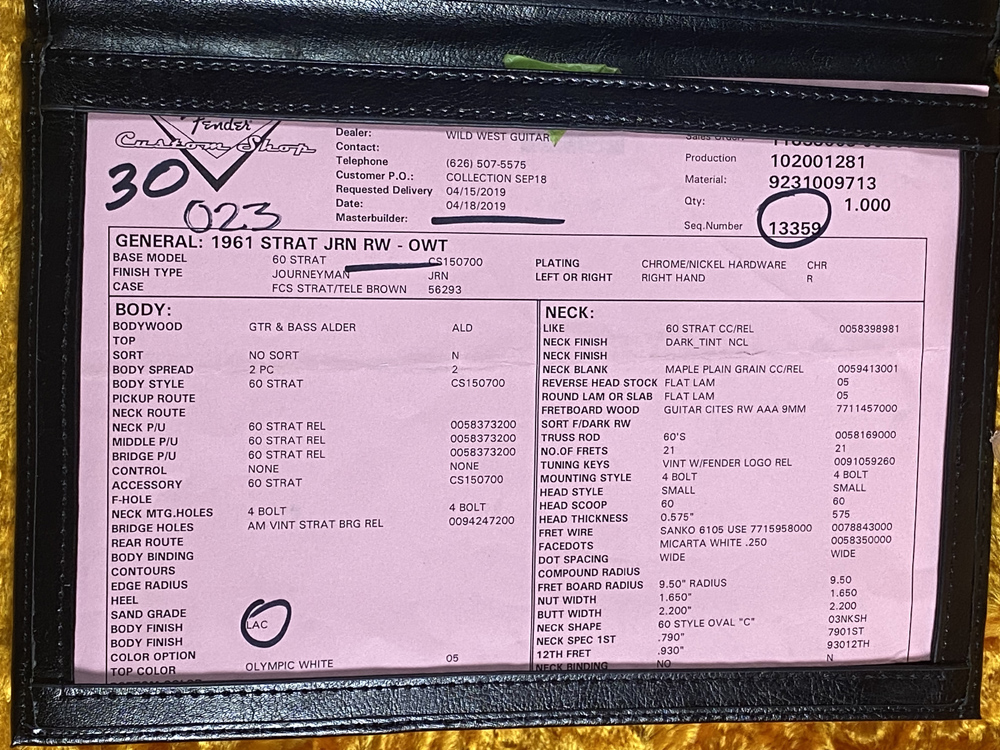 Fender
Custom Shop
30
023
Dealer: WILD WEST GUITAR
Contact:
Telephone (626) 507-5575
Customer P.O.: COLLECTION SEP18
Requested Delivery 04/15/2019
Date: 04/18/2019
Masterbuilder:
Production 102001281
Material: 9231009713
Qty: 1.000
Seq.Number 13359
GENERAL: 1961 STRAT JRN RW - OWT
BASE MODEL 60 STRAT CS150700
FINISH TYPE JOURNEYMAN JRN
CASE FCS STRAT/TELE BROWN 56293
PLATING CHROME/NICKEL HARDWARE CHR
LEFT OR RIGHT RIGHT HAND R
BODY:
BODYWOOD GTR & BASS ALDER ALD
TOP
SORT NO SORT N
BODY SPREAD 2 PC 2
BODY STYLE 60 STRAT CS150700
PICKUP ROUTE
NECK ROUTE
NECK P/U 60 STRAT REL 0058373200
MIDDLE P/U 60 STRAT REL 0058373200
BRIDGE P/U 60 STRAT REL 0058373200
CONTROL NONE NONE
ACCESSORY 60 STRAT CS150700
F-HOLE
NECK MTG.HOLES 4 BOLT 4 BOLT
BRIDGE HOLES AM VINT STRAT BRG REL 0094247200
REAR ROUTE
BODY BINDING
CONTOURS
EDGE RADIUS
HEEL
SAND GRADE
BODY FINISH LAC
BODY FINISH
COLOR OPTION
TOP COLOR OLYMPIC WHITE 05
NECK:
LIKE 60 STRAT CC/REL 0058398981
NECK FINISH DARK_TINT NCL
NECK FINISH
NECK BLANK MAPLE PLAIN GRAIN CC/REL 0059413001
REVERSE HEAD STOCK FLAT LAM 05
ROUND LAM OR SLAB FLAT LAM 05
FRETBOARD WOOD GUITAR CITES RW AAA 9MM 7711457000
SORT F/DARK RW
TRUSS ROD 60'S 0058169000
NO.OF FRETS 21 21
TUNING KEYS VINT W/FENDER LOGO REL 0091059260
MOUNTING STYLE 4 BOLT 4 BOLT
HEAD STYLE SMALL SMALL
HEAD SCOOP 60 60
HEAD THICKNESS 0.575" 575
FRET WIRE SANKO 6105 USE 7715958000 0078843000
FACEDOTS MICARTA WHITE .250 0058350000
DOT SPACING WIDE WIDE
COMPOUND RADIUS
FRET BOARD RADIUS 9.50" RADIUS 9.50
NUT WIDTH 1.650" 1.650
BUTT WIDTH 2.200" 2.200
NECK SHAPE 60 STYLE OVAL "C" 03NKSH
NECK SPEC 1ST .790" 7901ST
12TH FRET .930" 93012TH
NECK BINDING NO N